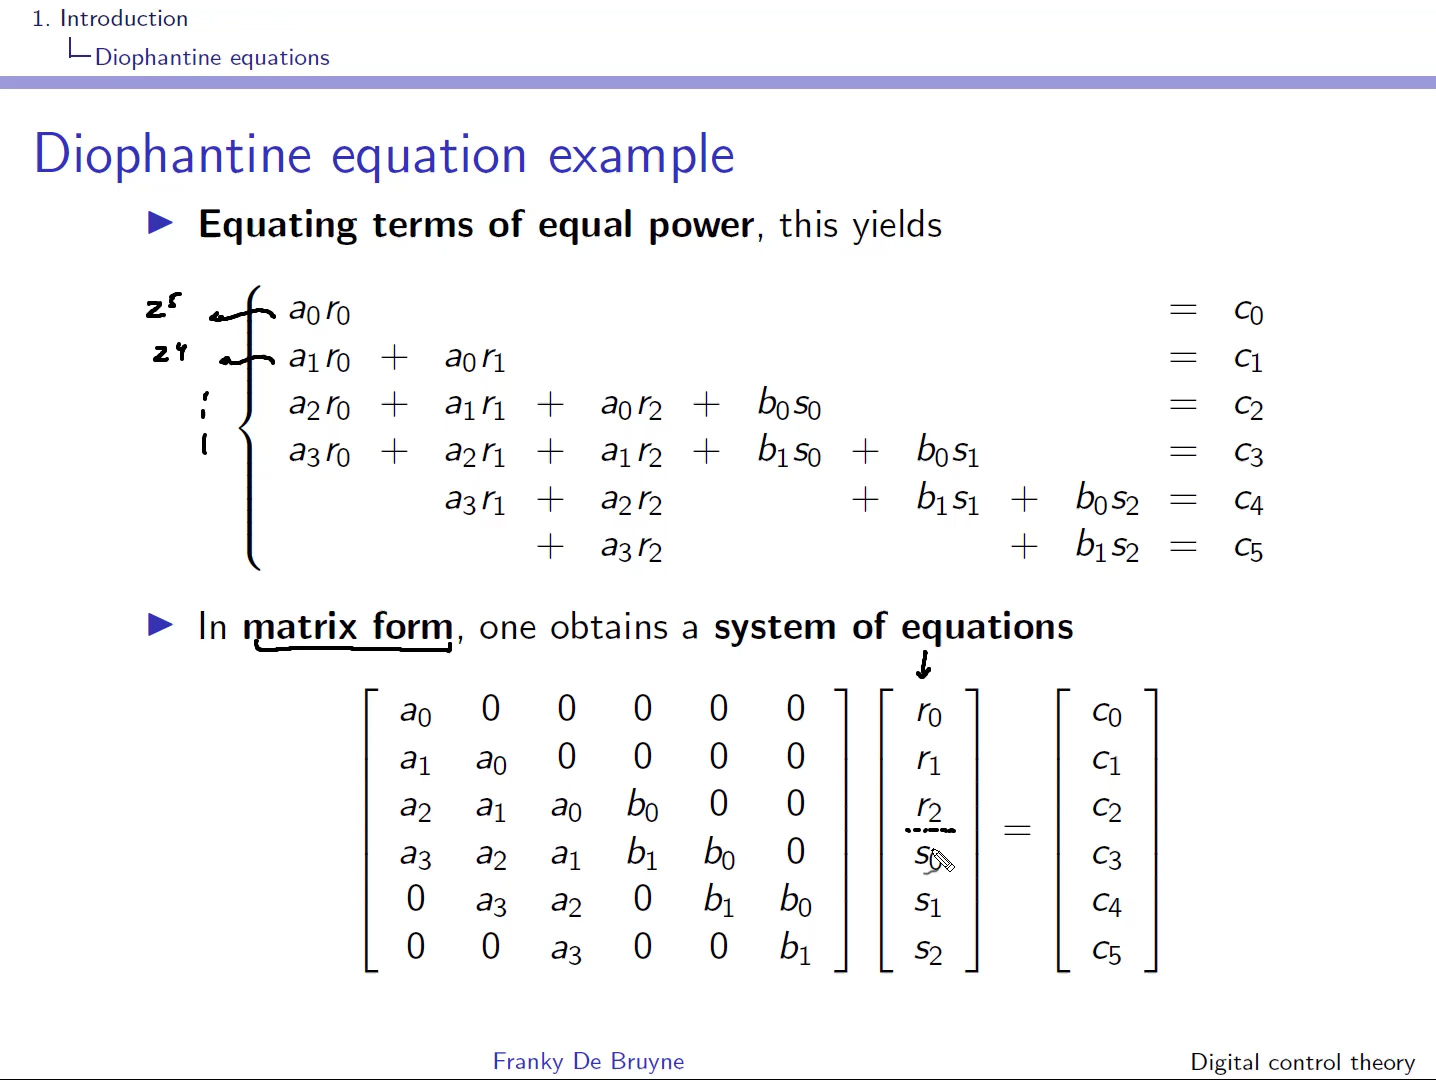 1. Introduction
Diophantine equations
Diophantine equation example
▶ Equating terms of equal power, this yields
z⁵ a₀r₀ = c₀
z⁴ a₁r₀ + a₀r₁ = c₁
a₂r₀ + a₁r₁ + a₀r₂ + b₀s₀ = c₂
a₃r₀ + a₂r₁ + a₁r₂ + b₁s₀ + b₀s₁ = c₃
a₃r₁ + a₂r₂ + b₁s₁ + b₀s₂ = c₄
+ a₃r₂ + b₁s₂ = c₅
▶ In matrix form, one obtains a system of equations
a₀ 0 0 0 0 0 r₀ c₀
a₁ a₀ 0 0 0 0 r₁ c₁
a₂ a₁ a₀ b₀ 0 0 r₂ = c₂
a₃ a₂ a₁ b₁ b₀ 0 s₀ c₃
0 a₃ a₂ 0 b₁ b₀ s₁ c₄
0 0 a₃ 0 0 b₁ s₂ c₅
Franky De Bruyne Digital control theory